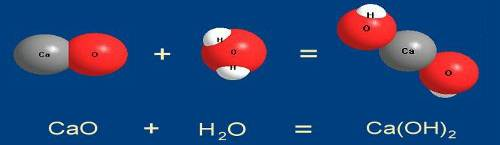 Ca O + H O H = H O Ca O
CaO + H₂O = Ca(OH)₂